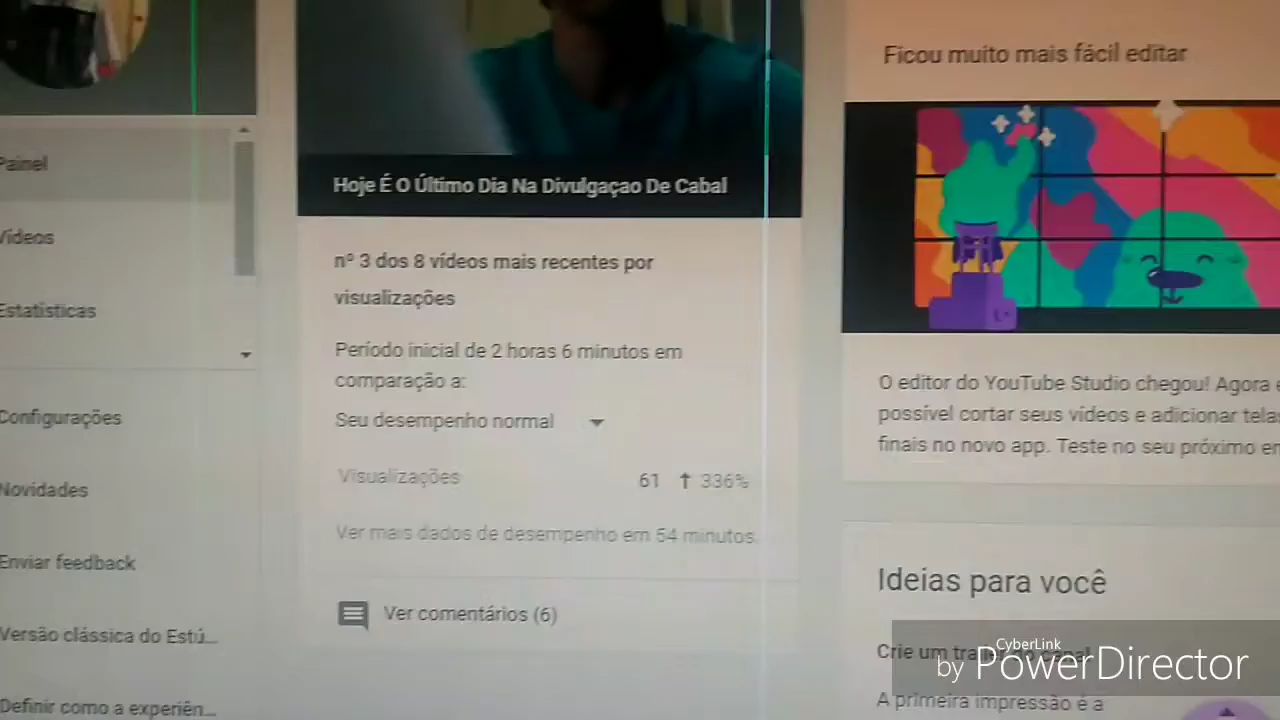 Painel
Vídeos
Estatísticas
Configurações
Novidades
Enviar feedback
Versão clássica do Estú...
Definir como a experiên...
Hoje É O Último Dia Na Divulgaçao De Cabal
nº 3 dos 8 vídeos mais recentes por
visualizações
Período inicial de 2 horas 6 minutos em
comparação a:
Seu desempenho normal
Visualizações 61 ↑ 336%
Ver mais dados de desempenho em 54 minutos.
Ver comentários (6)
Ficou muito mais fácil editar
O editor do YouTube Studio chegou! Agora é
possível cortar seus vídeos e adicionar telas
finais no novo app. Teste no seu próximo
Ideias para você
Crie um trailer do canal
A primeira impressão é a
CyberLink
by PowerDirector